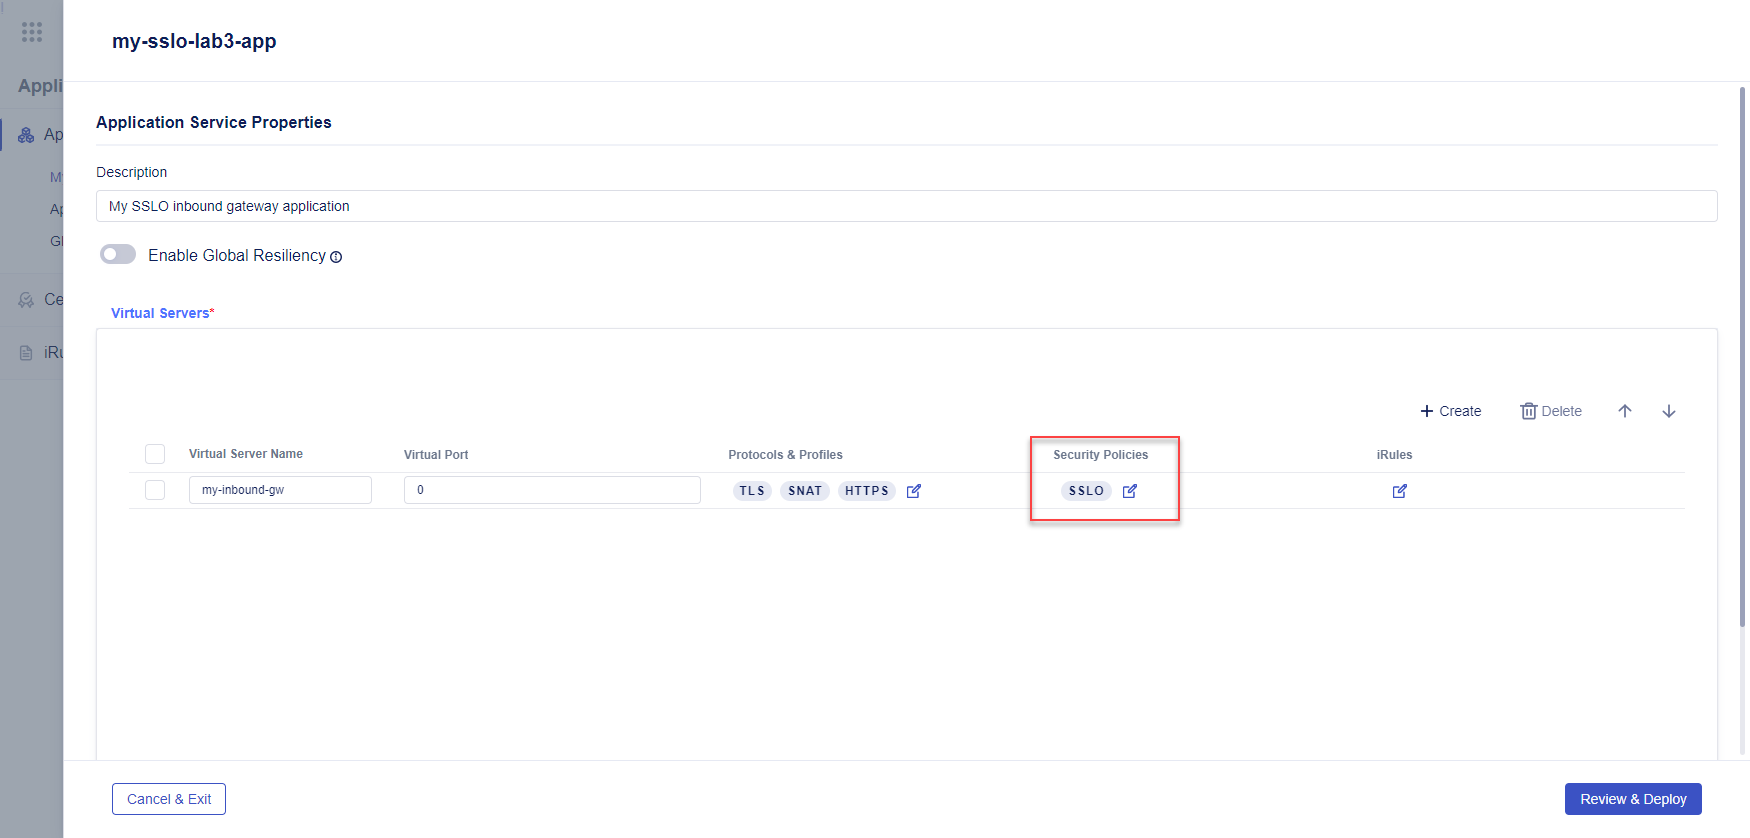 my-sslo-lab3-app
Appli
Application Service Properties
Ap
Description
My
My SSLO inbound gateway application
Ap
Gl
Enable Global Resiliency
Ce
Virtual Servers*
iRu
Create Delete
Virtual Server Name Virtual Port Protocols & Profiles Security Policies iRules
my-inbound-gw 0 TLS SNAT HTTPS SSLO
Cancel & Exit Review & Deploy